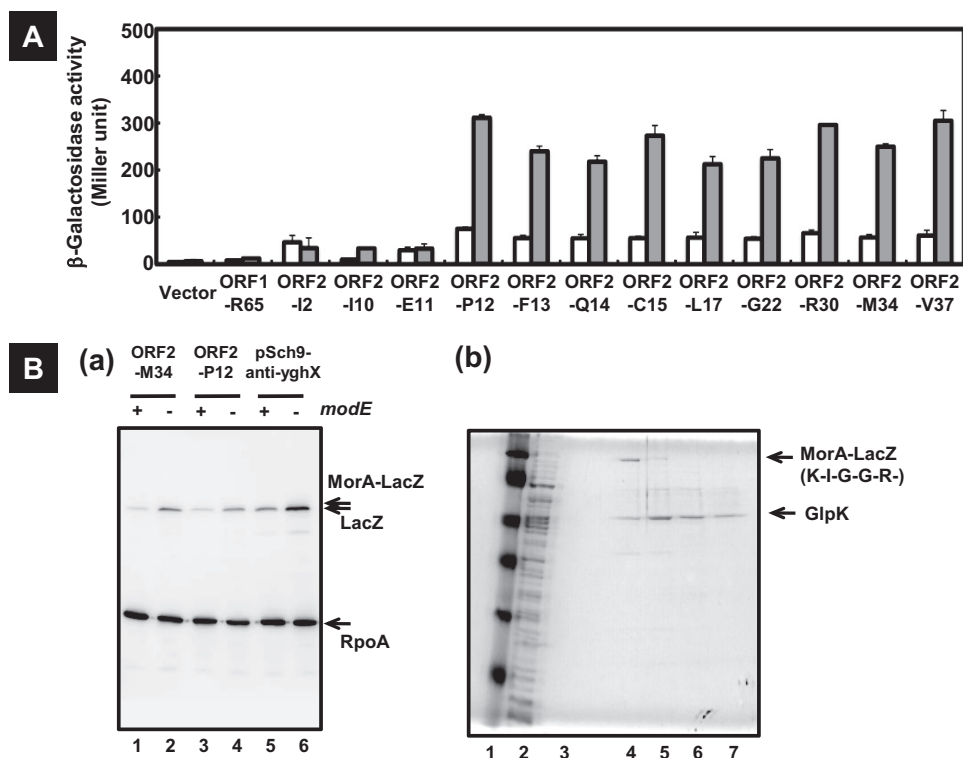 A
β-Galactosidase activity
(Miller unit)
500
400
300
200
100
0
Vector
ORF1
-R65
ORF2
-I2
ORF2
-I10
ORF2
-E11
ORF2
-P12
ORF2
-F13
ORF2
-Q14
ORF2
-C15
ORF2
-L17
ORF2
-G22
ORF2
-R30
ORF2
-M34
ORF2
-V37
B
(a)
ORF2
-M34
ORF2
-P12
pSch9-
anti-yghX
+ - + - + - modE
MorA-LacZ
LacZ
RpoA
1 2 3 4 5 6
(b)
MorA-LacZ
(K-I-G-G-R-)
GlpK
1 2 3 4 5 6 7